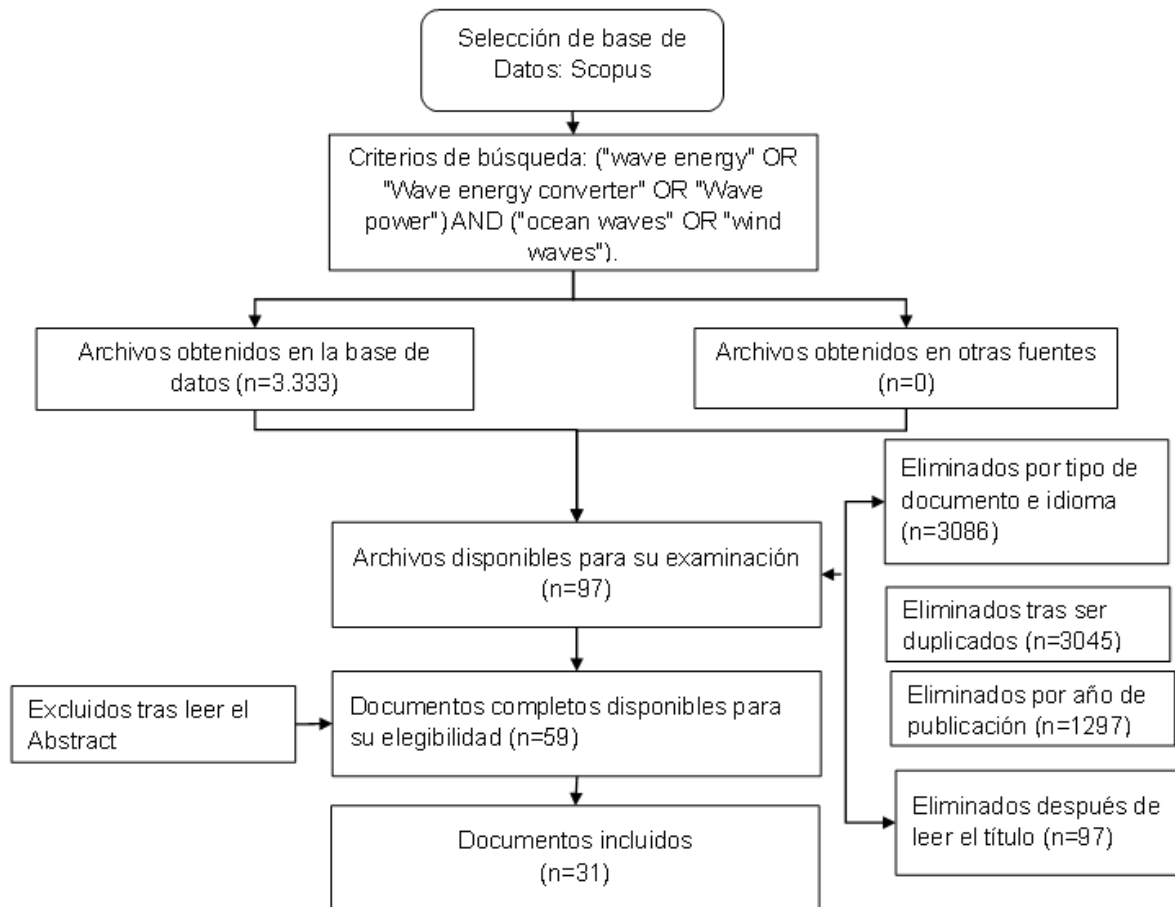 Selección de base de
Datos: Scopus
Criterios de búsqueda: ("wave energy" OR
"Wave energy converter" OR "Wave
power") AND ("ocean waves" OR "wind
waves").
Archivos obtenidos en la base de
datos (n=3.333)
Archivos obtenidos en otras fuentes
(n=0)
Eliminados por tipo de
documento e idioma
(n=3086)
Archivos disponibles para su examinación
(n=97)
Eliminados tras ser
duplicados (n=3045)
Eliminados por año de
publicación (n=1297)
Excluidos tras leer el
Abstract
Documentos completos disponibles para
su elegibilidad (n=59)
Eliminados después de
leer el título (n=97)
Documentos incluidos
(n=31)